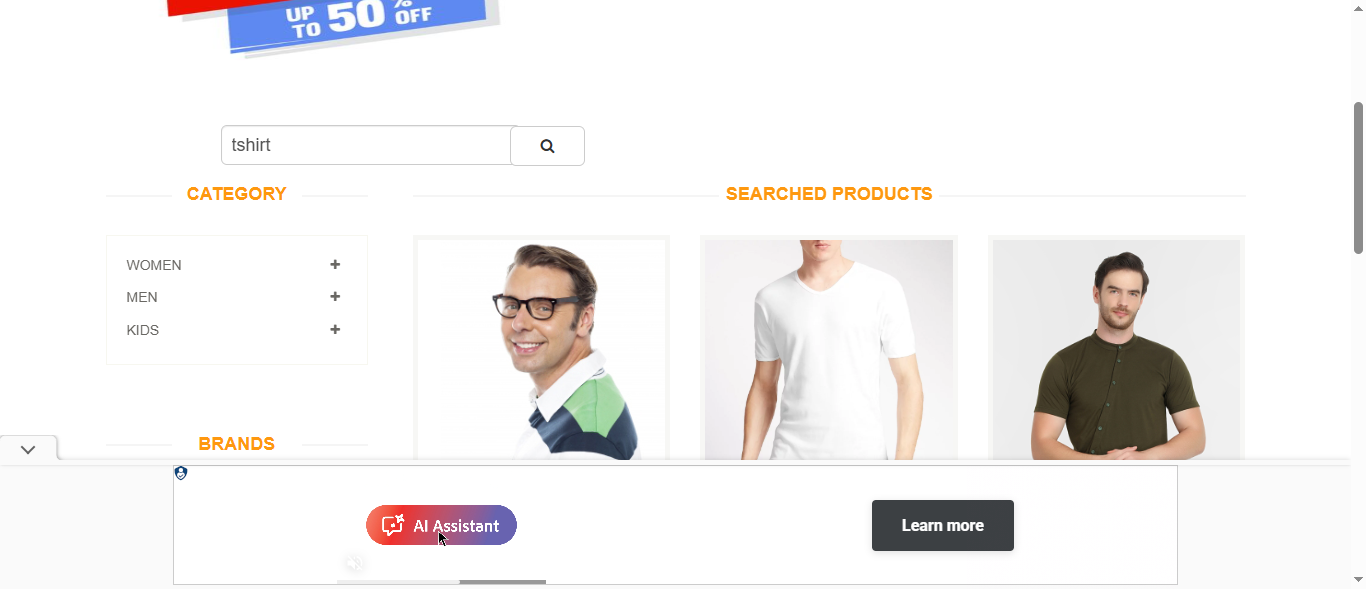 UP
TO 50 %
OFF
tshirt
CATEGORY
SEARCHED PRODUCTS
WOMEN
MEN
KIDS
BRANDS
AI Assistant
Learn more